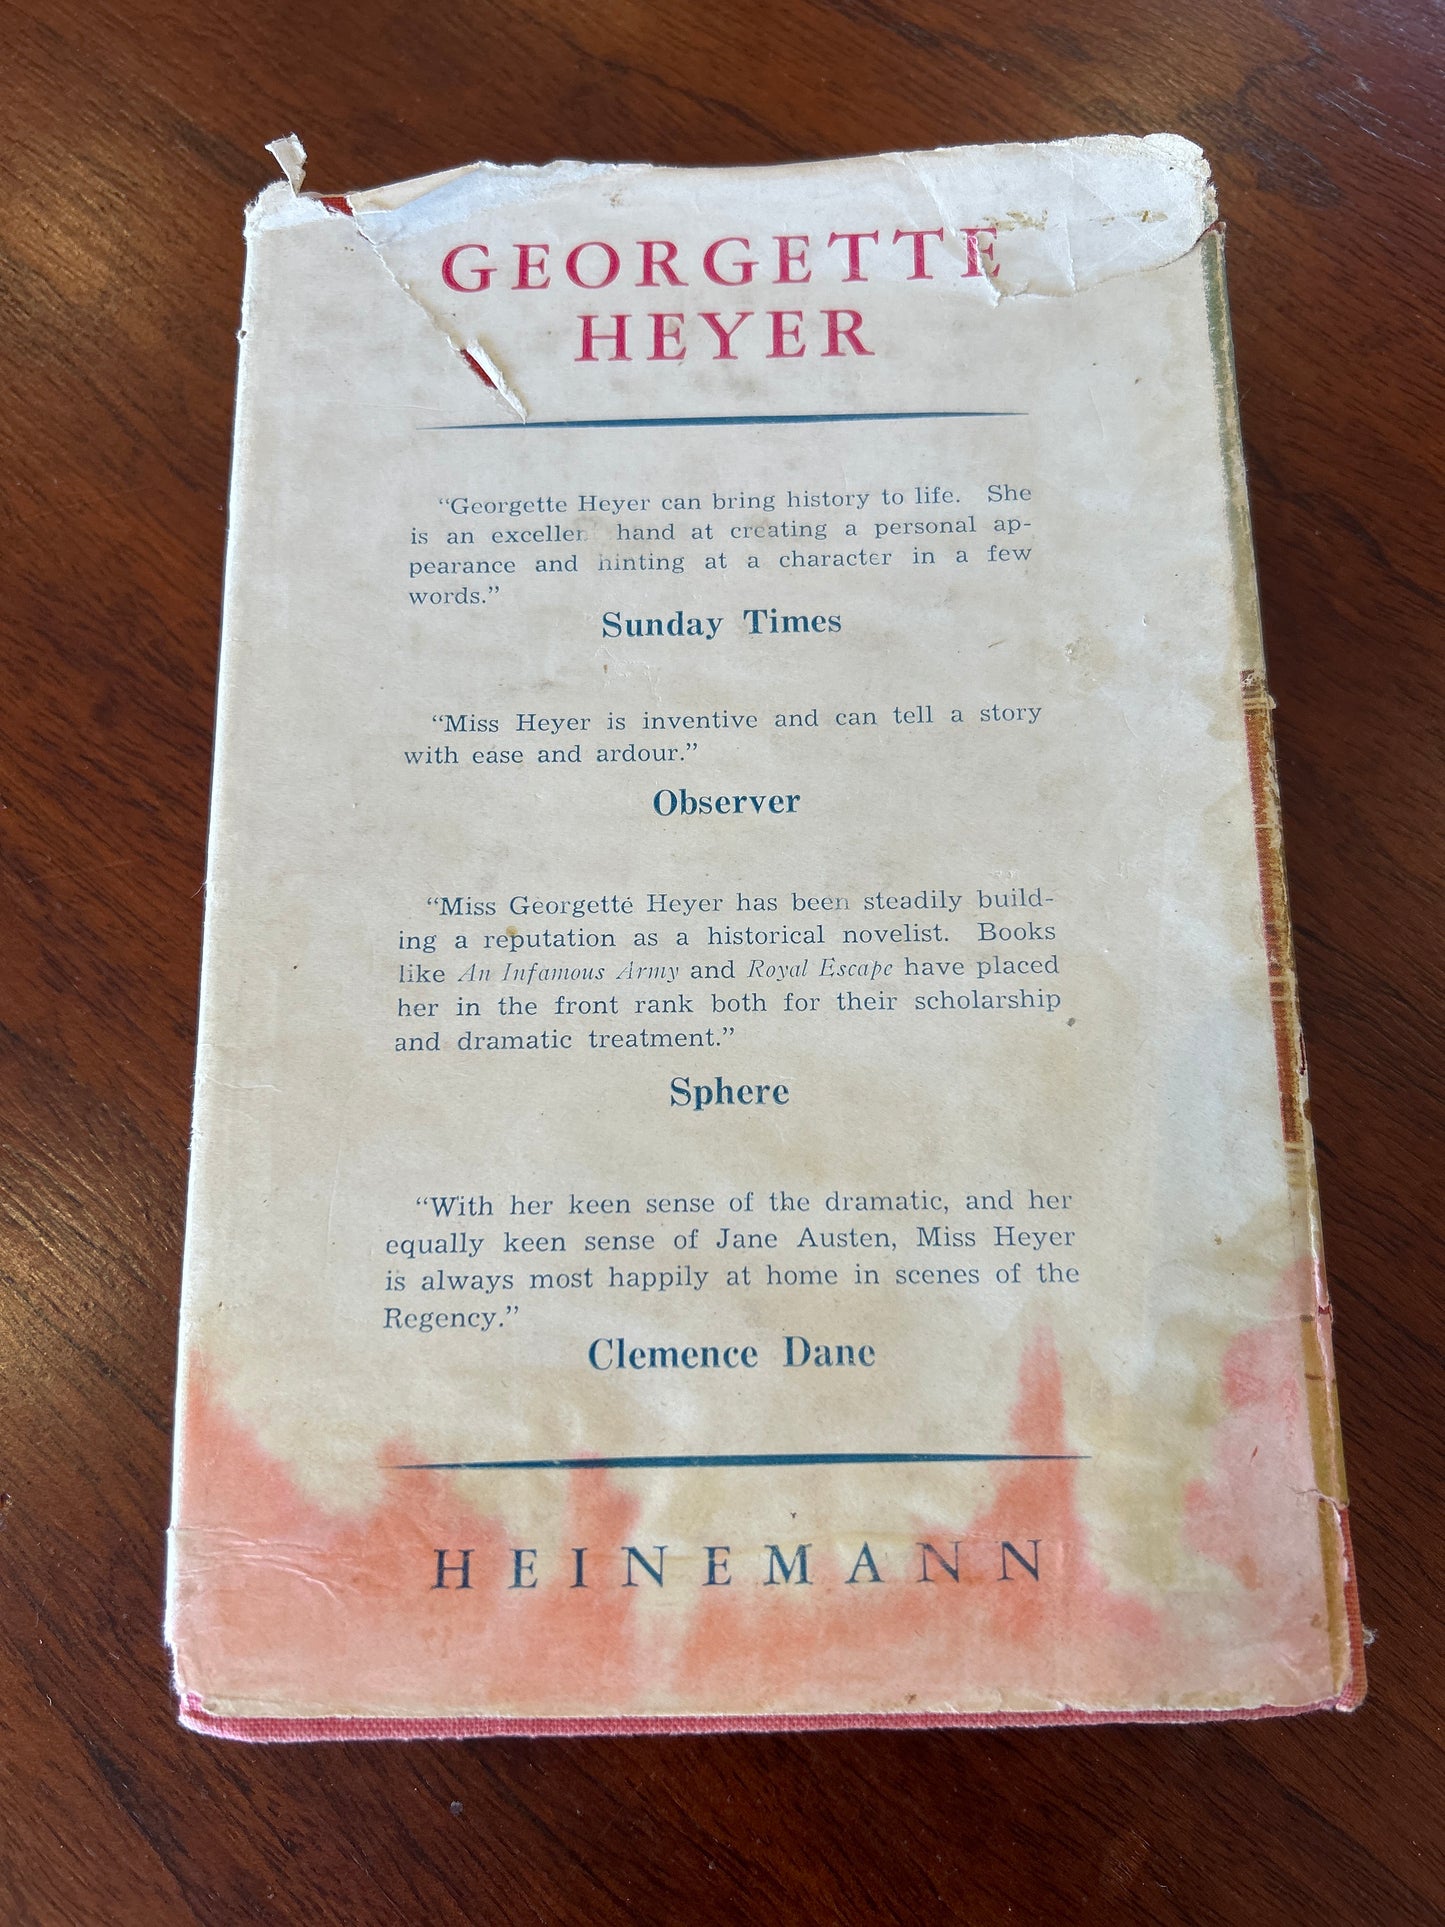 GEORGETTE
HEYER
“Georgette Heyer can bring history to life. She
is an hand at creating a personal ap-
pearance and hinting at a character in a few
words.”
Sunday Times
“Miss Heyer is inventive and can tell a story
with ease and ardour.”
Observer
“Miss Georgette Heyer has been steadily build-
ing a reputation as a historical novelist. Books
like An Infamous Army and Royal Escape have placed
her in the front rank both for their scholarship
and dramatic treatment.”
Sphere
“With her keen sense of the dramatic, and her
equally keen sense of Jane Austen, Miss Heyer
is always most happily at home in scenes of the
Regency.”
Clemence Dane
HEINEMANN